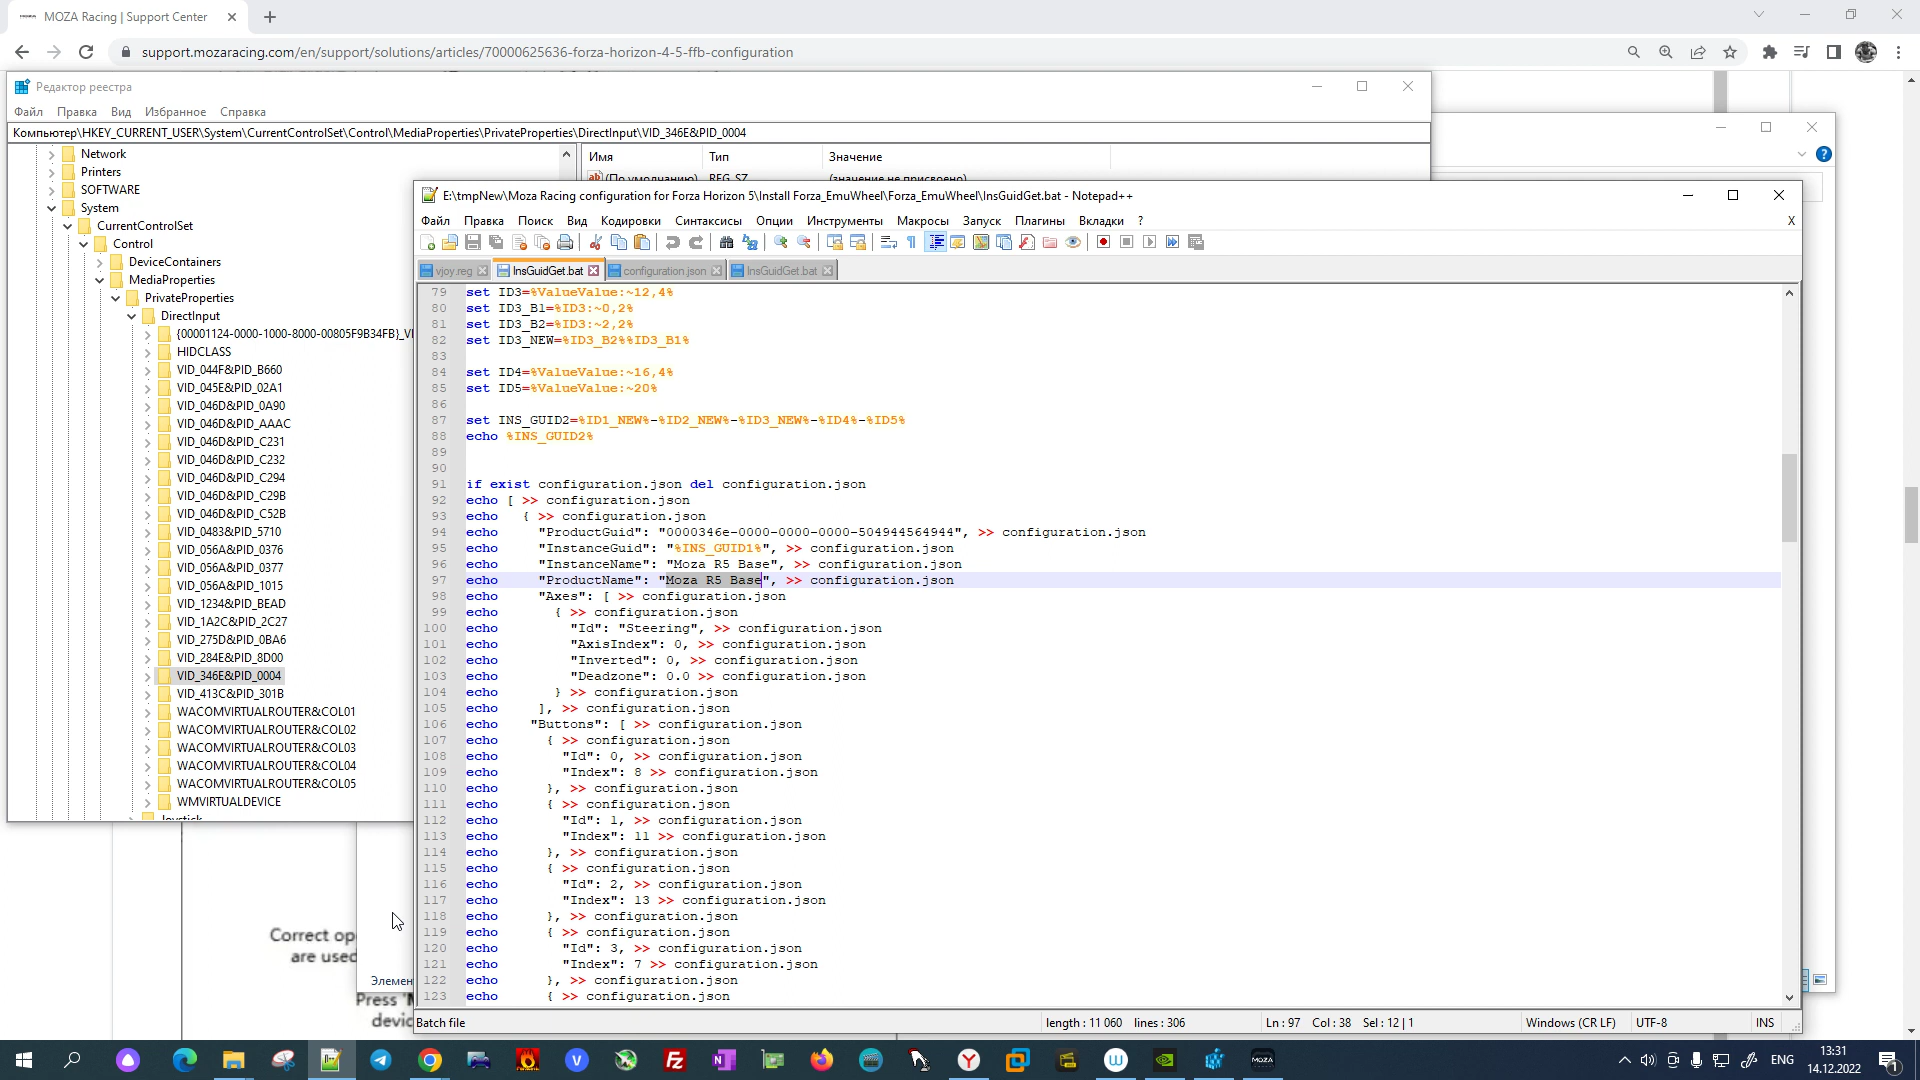 MOZA Racing | Support Center
support.mozaracing.com/en/support/solutions/articles/70000625636-forza-horizon-4-5-ffb-configuration
Редактор реестра
Файл Правка Вид Избранное Справка
Компьютер\HKEY_CURRENT_USER\System\CurrentControlSet\Control\MediaProperties\PrivateProperties\DirectInput\VID_346E&PID_0004
Network
Printers
SOFTWARE
System
CurrentControlSet
Control
DeviceContainers
MediaProperties
PrivateProperties
DirectInput
{00001124-0000-1000-8000-00805F9B34FB}_VI
HIDCLASS
VID_044F&PID_B660
VID_045E&PID_02A1
VID_046D&PID_0A90
VID_046D&PID_AAAC
VID_046D&PID_C231
VID_046D&PID_C232
VID_046D&PID_C294
VID_046D&PID_C29B
VID_046D&PID_C52B
VID_0483&PID_5710
VID_056A&PID_0376
VID_056A&PID_0377
VID_056A&PID_1015
VID_1234&PID_BEAD
VID_1A2C&PID_2C27
VID_275D&PID_0BA6
VID_284E&PID_8D00
VID_346E&PID_0004
VID_413C&PID_301B
WACOMVIRTUALROUTER&COL01
WACOMVIRTUALROUTER&COL02
WACOMVIRTUALROUTER&COL03
WACOMVIRTUALROUTER&COL04
WACOMVIRTUALROUTER&COL05
WMVIRTUALDEVICE
Joystick
Имя Тип Значение
(По умолчанию) REG_SZ (значение не присвоено)
E:\tmpNew\Moza Racing configuration for Forza Horizon 5\Install Forza_EmuWheel\Forza_EmuWheel\InsGuidGet.bat - Notepad++
Файл Правка Поиск Вид Кодировки Синтаксисы Опции Инструменты Макросы Запуск Плагины Вкладки ? X
vjoy.reg InsGuidGet.bat configuration.json InsGuidGet.bat
79 set ID3=%ValueValue:~12,4%
80 set ID3_B1=%ID3:~0,2%
81 set ID3_B2=%ID3:~2,2%
82 set ID3_NEW=%ID3_B2%%ID3_B1%
83
84 set ID4=%ValueValue:~16,4%
85 set ID5=%ValueValue:~20%
86
87 set INS_GUID2=%ID1_NEW%-%ID2_NEW%-%ID3_NEW%-%ID4%-%ID5%
88 echo %INS_GUID2%
89
90
91 if exist configuration.json del configuration.json
92 echo [ >> configuration.json
93 echo { >> configuration.json
94 echo "ProductGuid": "0000346e-0000-0000-0000-504944564944", >> configuration.json
95 echo "InstanceGuid": "%INS_GUID1%", >> configuration.json
96 echo "InstanceName": "Moza R5 Base", >> configuration.json
97 echo "ProductName": "Moza R5 Base", >> configuration.json
98 echo "Axes": [ >> configuration.json
99 echo { >> configuration.json
100 echo "Id": "Steering", >> configuration.json
101 echo "AxisIndex": 0, >> configuration.json
102 echo "Inverted": 0, >> configuration.json
103 echo "Deadzone": 0.0 >> configuration.json
104 echo } >> configuration.json
105 echo ], >> configuration.json
106 echo "Buttons": [ >> configuration.json
107 echo { >> configuration.json
108 echo "Id": 0, >> configuration.json
109 echo "Index": 8 >> configuration.json
110 echo }, >> configuration.json
111 echo { >> configuration.json
112 echo "Id": 1, >> configuration.json
113 echo "Index": 11 >> configuration.json
114 echo }, >> configuration.json
115 echo { >> configuration.json
116 echo "Id": 2, >> configuration.json
117 echo "Index": 13 >> configuration.json
118 echo }, >> configuration.json
119 echo { >> configuration.json
120 echo "Id": 3, >> configuration.json
121 echo "Index": 7 >> configuration.json
122 echo }, >> configuration.json
123 echo { >> configuration.json
Correct op
are used
Элемен
Press 'M
devic
Batch file length : 11 060 lines : 306 Ln : 97 Col : 38 Sel : 12 | 1 Windows (CR LF) UTF-8 INS
ENG
13:31
14.12.2022